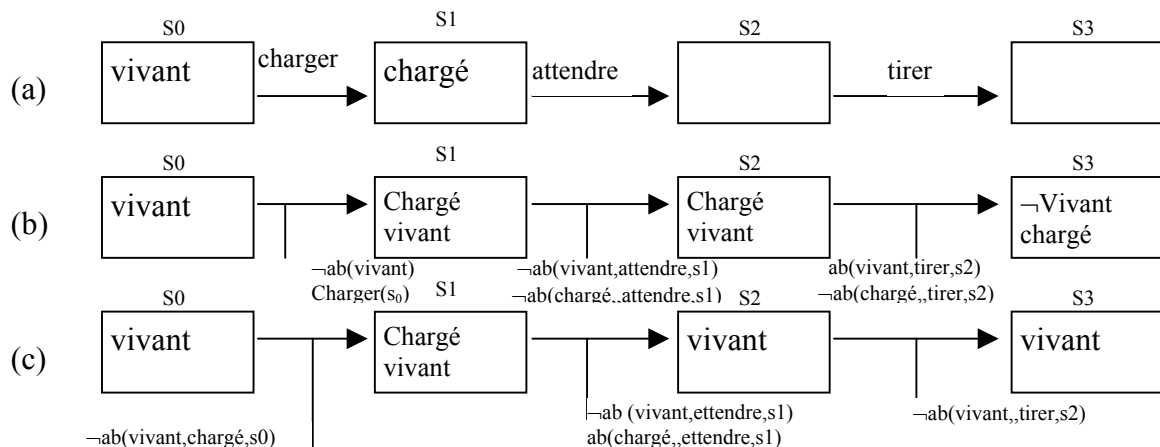 S0 S1 S2 S3
(a) vivant charger chargé attendre tirer
S0 S1 S2 S3
(b) vivant Chargé Chargé ¬Vivant
vivant vivant chargé
¬ab(vivant) ¬ab(vivant,attendre,s1) ab(vivant,tirer,s2)
Charger(s₀) ¬ab(chargé,,attendre,s1) ¬ab(chargé,,tirer,s2)
S0 S1 S2 S3
(c) vivant Chargé vivant vivant
vivant
¬ab (vivant,ettendre,s1) ¬ab(vivant,,tirer,s2)
¬ab(vivant,chargé,s0) ab(chargé,,ettendre,s1)